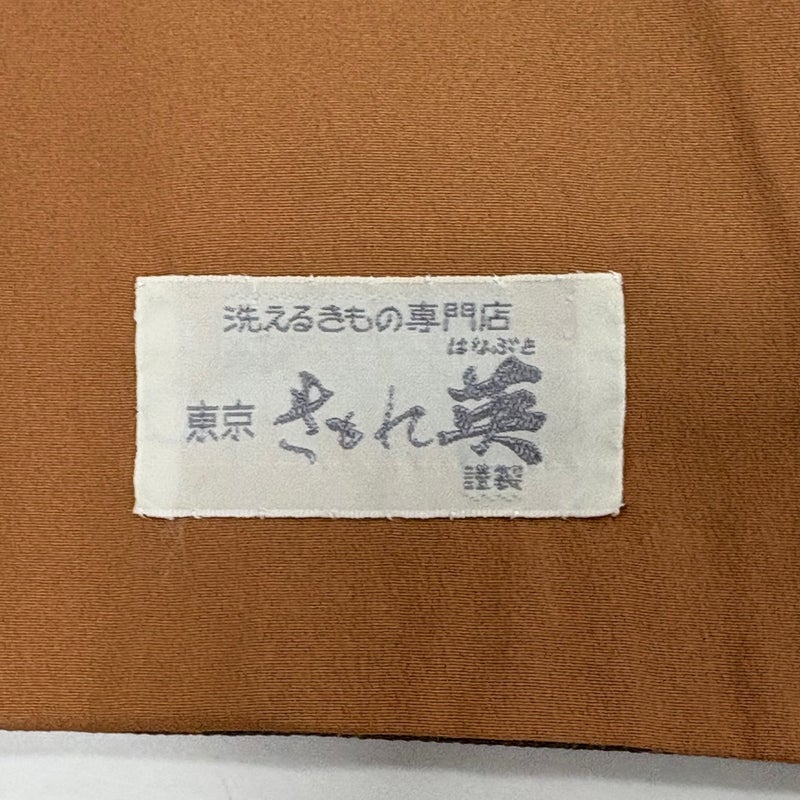 洗えるきもの専門店
はなぶさ
東京 きもの英
謹製